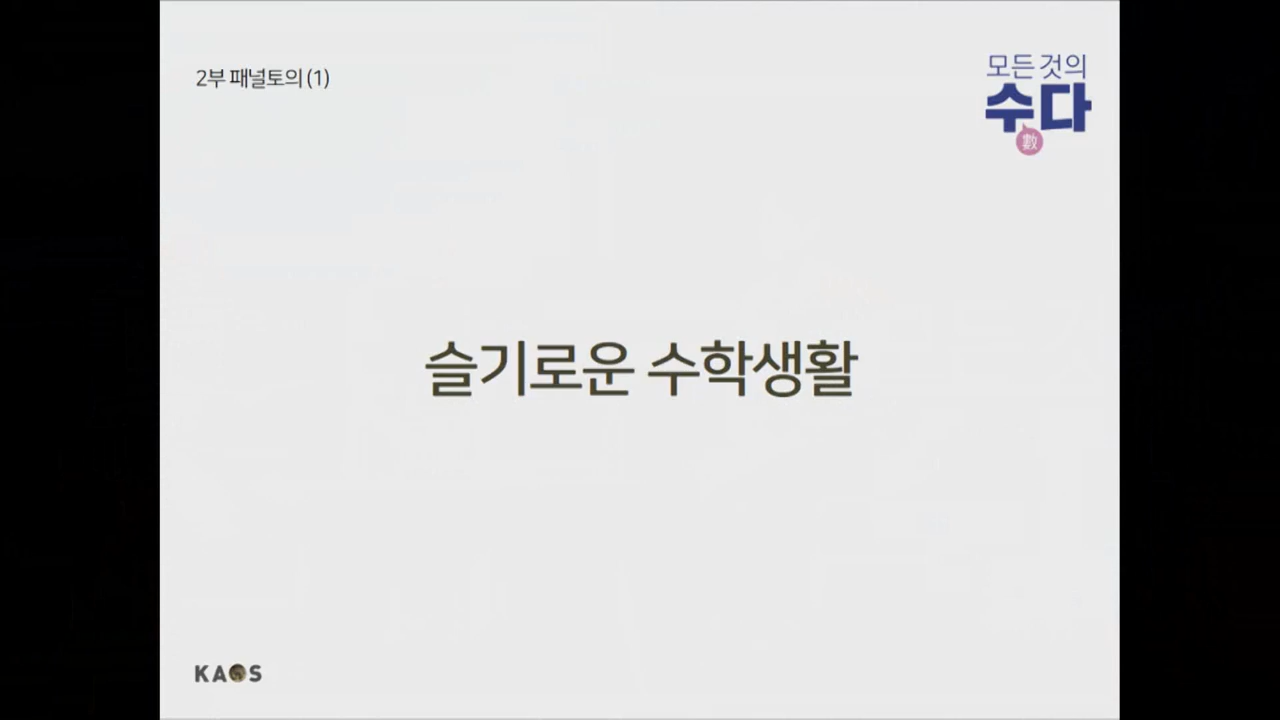 2부 패널토의 (1)
모든 것의
수다
數
슬기로운 수학생활
KAOS